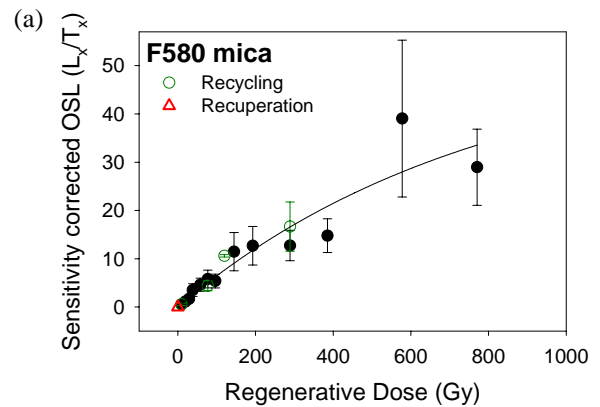 (a)
F580 mica
Recycling
Recuperation
Sensitivity corrected OSL (Lx/Tx)
50
40
30
20
10
0
0 200 400 600 800 1000
Regenerative Dose (Gy)